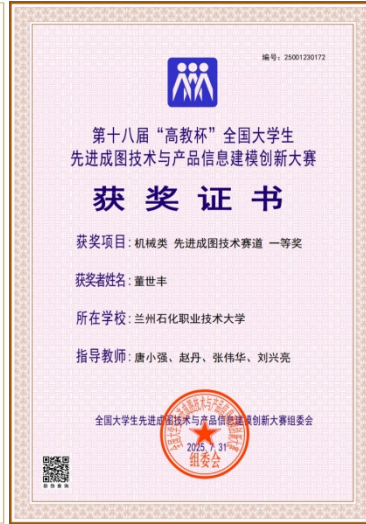 编号：25001230172
第十八届“高教杯”全国大学生
先进成图技术与产品信息建模创新大赛
获奖证书
获奖项目：机械类 先进成图技术赛道 一等奖
获奖者姓名：董世丰
所在学校：兰州石化职业技术大学
指导教师：唐小强、赵丹、张伟华、刘兴亮
全国大学生先进成图技术与产品信息建模创新大赛组委会
2025.7.31
组委会